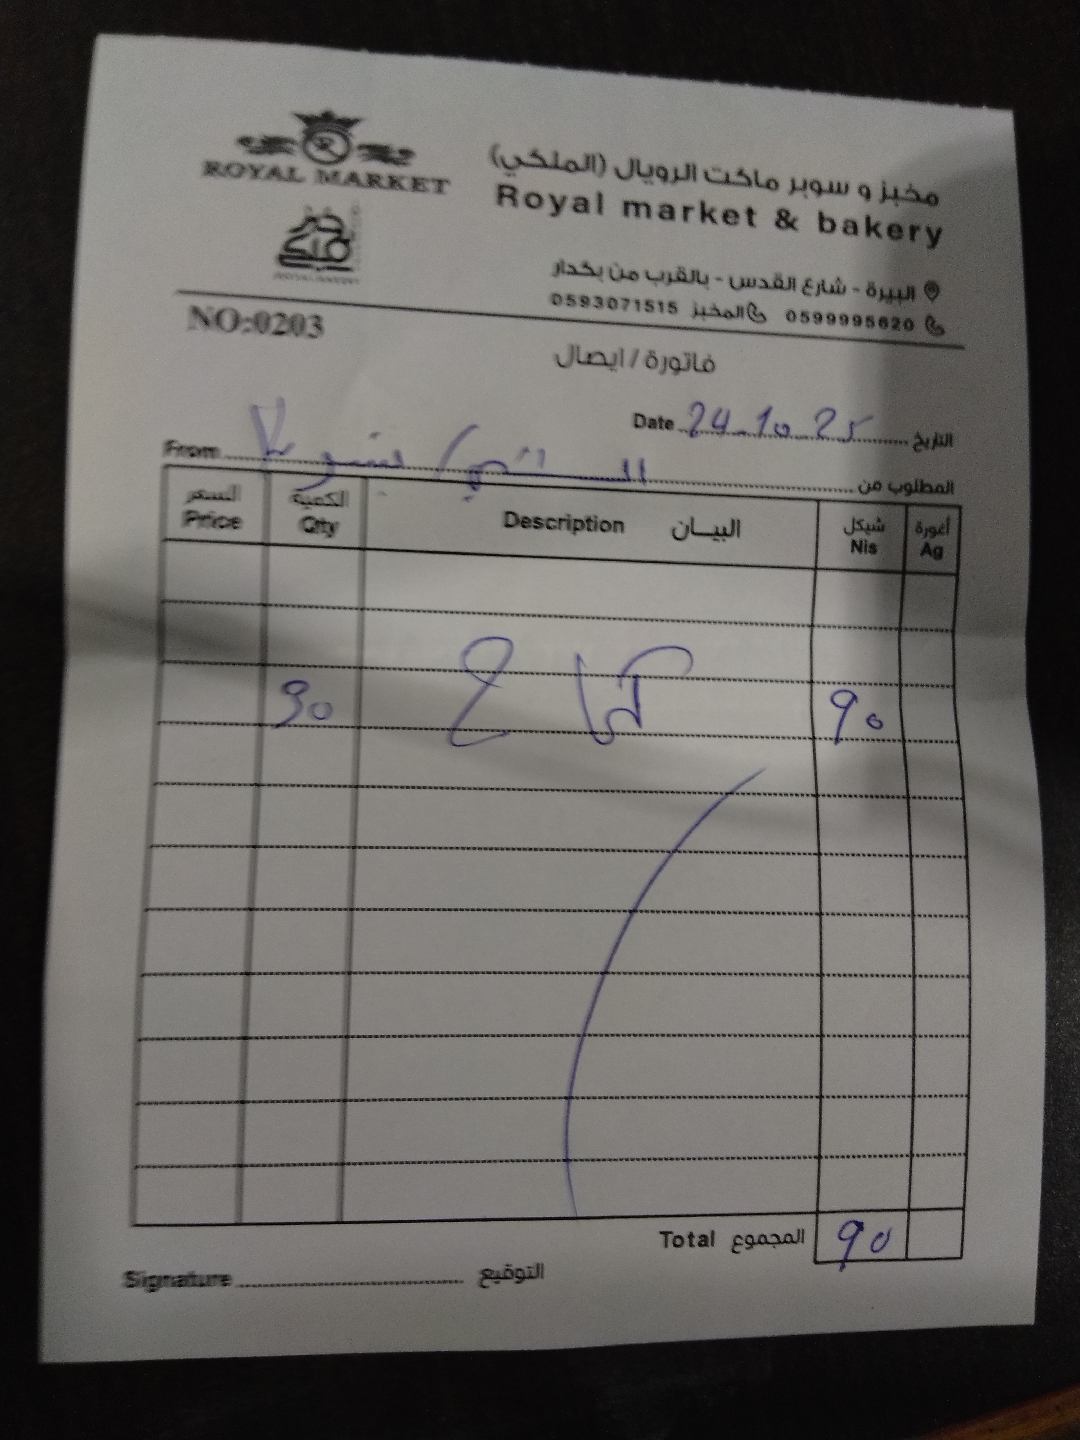 ROYAL MARKET
مخبز و سوبر ماكت الرويال (الملكي)
Royal market & bakery
البيرة - شارع القدس - بالقرب من بكدار
0599995620 المخبز 0593071515
NO:0203
فاتورة / ايصال
Date 24.10.25 التاريخ
From المطلوب من
السعر الكمية البيان شيكل أغورة
Price Qty Description Nis Ag
90 90
Total المجموع 90
Signature التوقيع